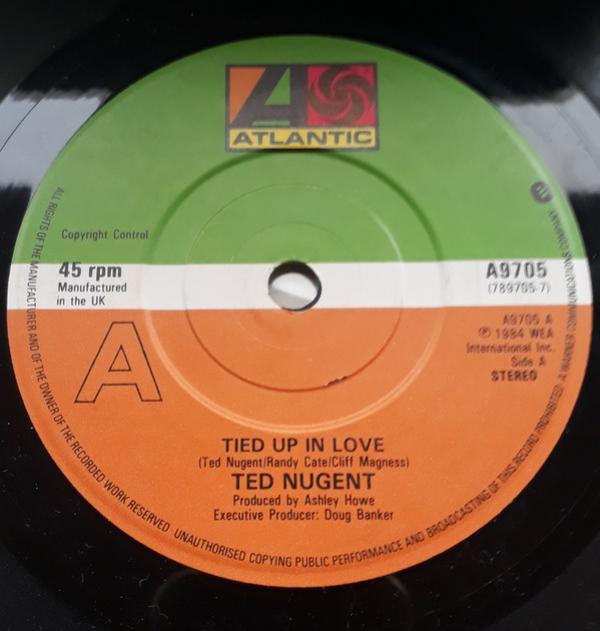 ATLANTIC
Copyright Control
45 rpm
Manufactured
in the UK
A9705
(789705-7)
A9705 A
℗ 1984 WEA
International Inc.
Side A
STEREO
A
TIED UP IN LOVE
(Ted Nugent/Randy Cate/Cliff Magness)
TED NUGENT
Produced by Ashley Howe
Executive Producer: Doug Banker
ALL RIGHTS OF THE MANUFACTURER AND OF THE OWNER OF THE RECORDED WORK RESERVED UNAUTHORISED COPYING PUBLIC PERFORMANCE AND BROADCASTING OF THIS RECORD PROHIBITED
A WARNER COMMUNICATIONS COMPANY